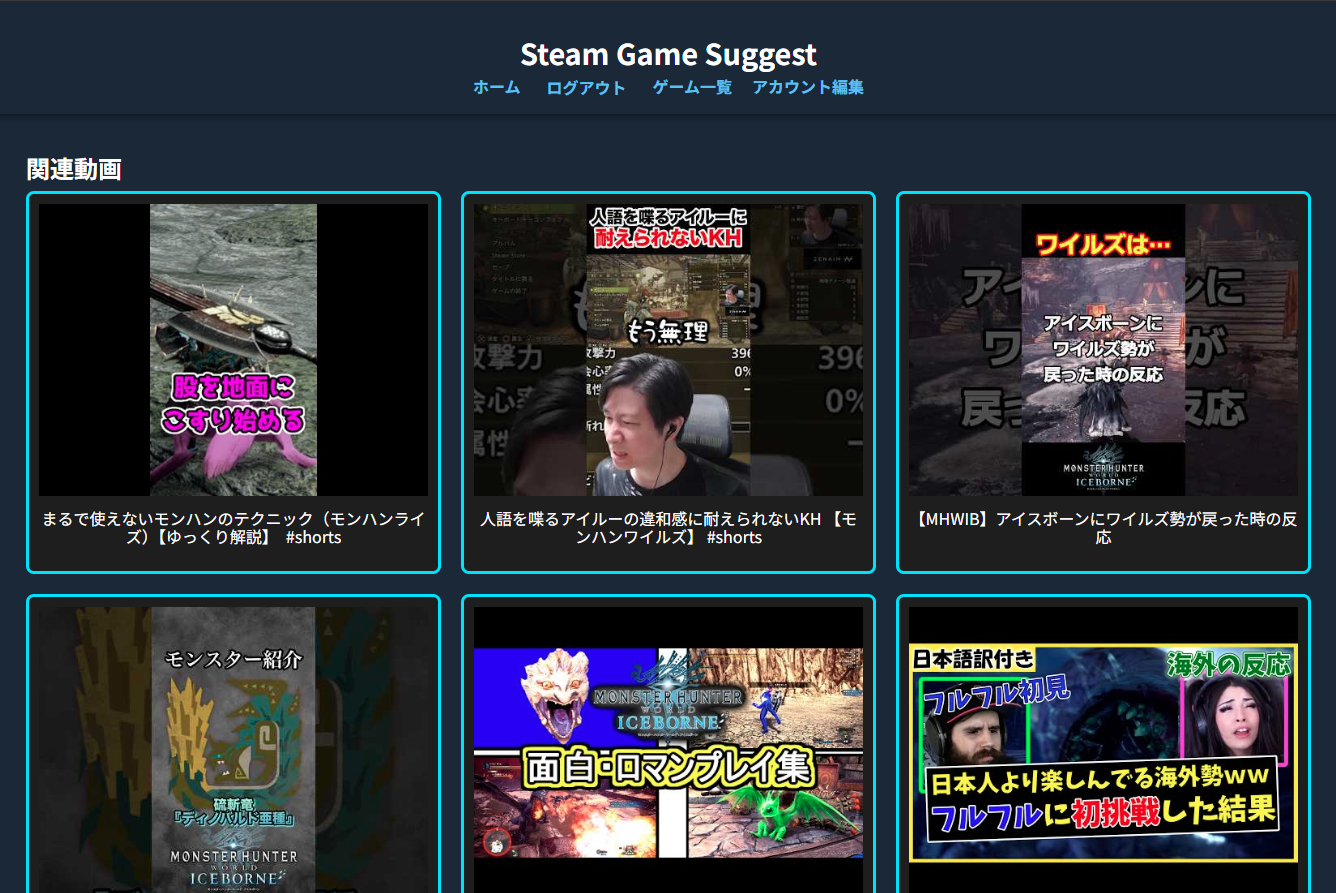 Steam Game Suggest
ホーム ログアウト ゲーム一覧 アカウント編集
関連動画
股を地面に
こすり始める
まるで使えないモンハンのテクニック（モンハンライ
ズ）【ゆっくり解説】 #shorts
人語を喋るアイルーに
耐えられないKH
もう無理
攻撃力 396
会心率 0%
人語を喋るアイルーの違和感に耐えられないKH 【モ
ンハンワイルズ】 #shorts
ワイルズは…
アイスボーンに
ワイルズ勢が
戻った時の反応
MONSTER HUNTER
WORLD
ICEBORNE
【MHWIB】アイスボーンにワイルズ勢が戻った時の反
応
モンスター紹介
硫斬竜
『ディノバルド亜種』
MONSTER HUNTER
WORLD
ICEBORNE
MONSTER HUNTER
WORLD
ICEBORNE
面白・ロマンプレイ集
日本語訳付き
海外の反応
フルフル初見
日本人より楽しんでる海外勢ww
フルフルに初挑戦した結果